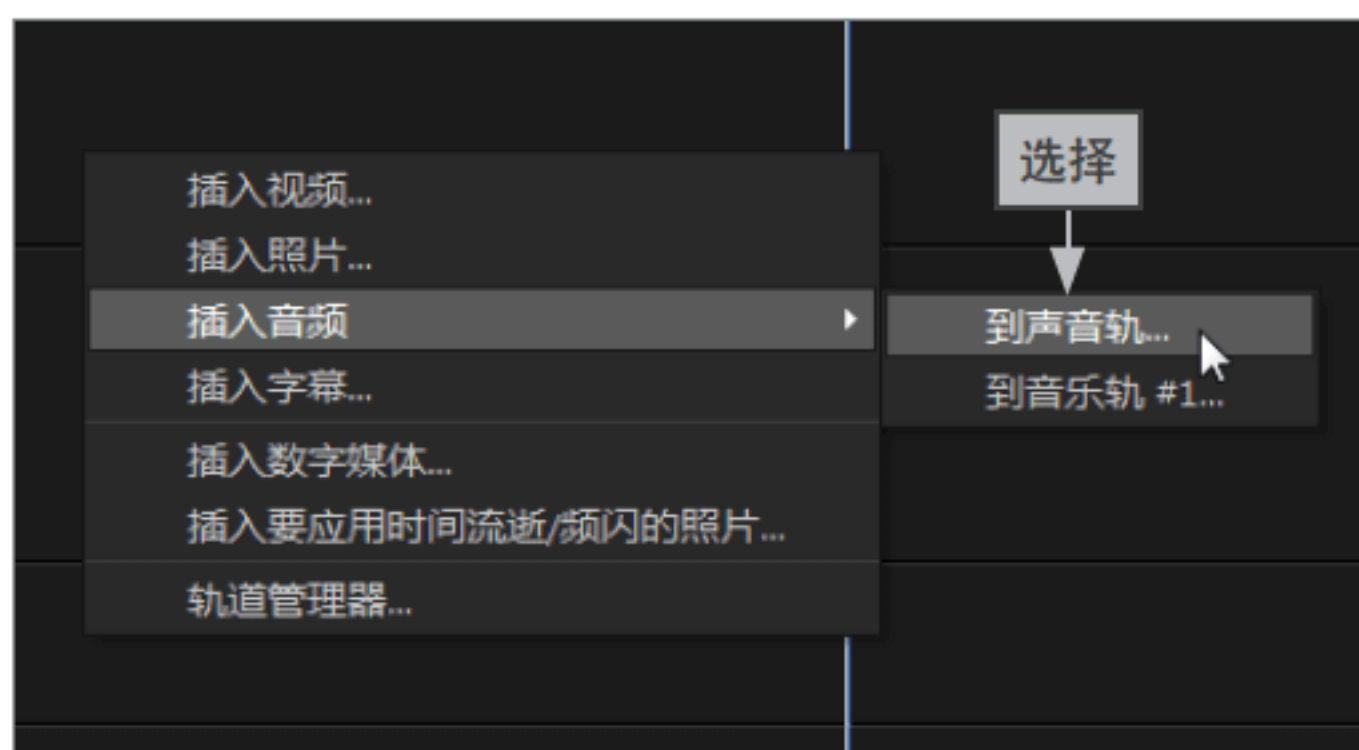 选择
插入视频...
插入照片...
插入音频
到声音轨...
到音乐轨 #1...
插入字幕...
插入数字媒体...
插入要应用时间流逝/频闪的照片...
轨道管理器...